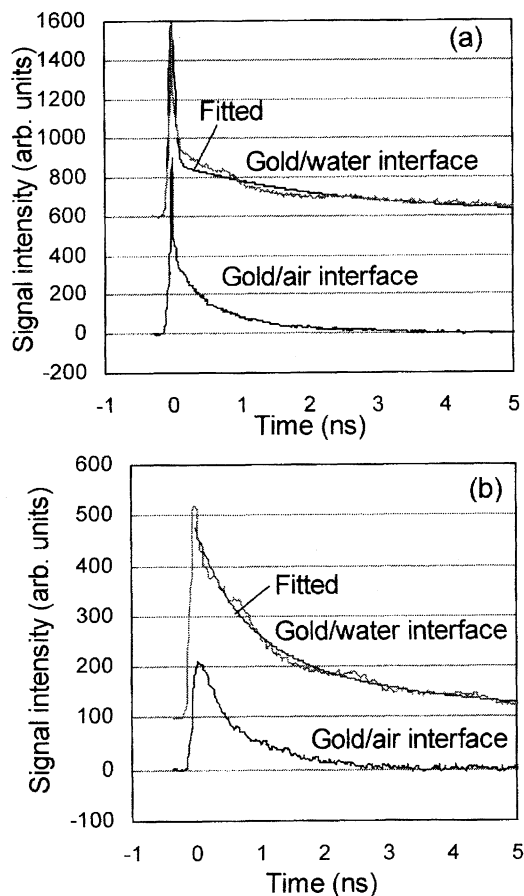 (a)
Signal intensity (arb. units)
1600
1400
1200
1000
800
600
400
200
0
-200
Fitted
Gold/water interface
Gold/air interface
-1 0 1 2 3 4 5
Time (ns)
(b)
Signal intensity (arb. units)
600
500
400
300
200
100
0
-100
Fitted
Gold/water interface
Gold/air interface
-1 0 1 2 3 4 5
Time (ns)